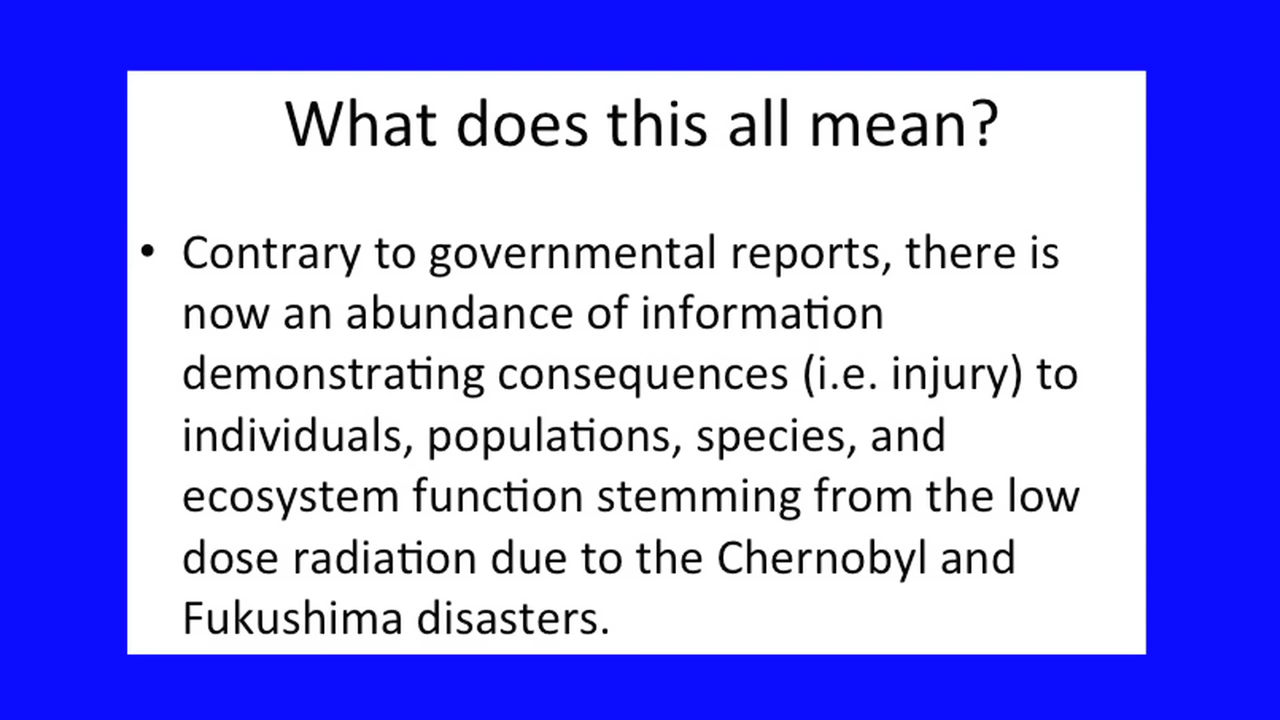 What does this all mean?
• Contrary to governmental reports, there is
now an abundance of information
demonstrating consequences (i.e. injury) to
individuals, populations, species, and
ecosystem function stemming from the low
dose radiation due to the Chernobyl and
Fukushima disasters.